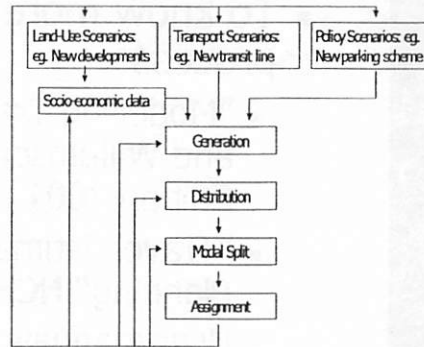 Land-Use Scenarios:
eg. New developments
Transport Scenarios:
eg. New transit line
Policy Scenarios: eg.
New parking scheme
Socio-economic data
Generation
Distribution
Modal Split
Assignment